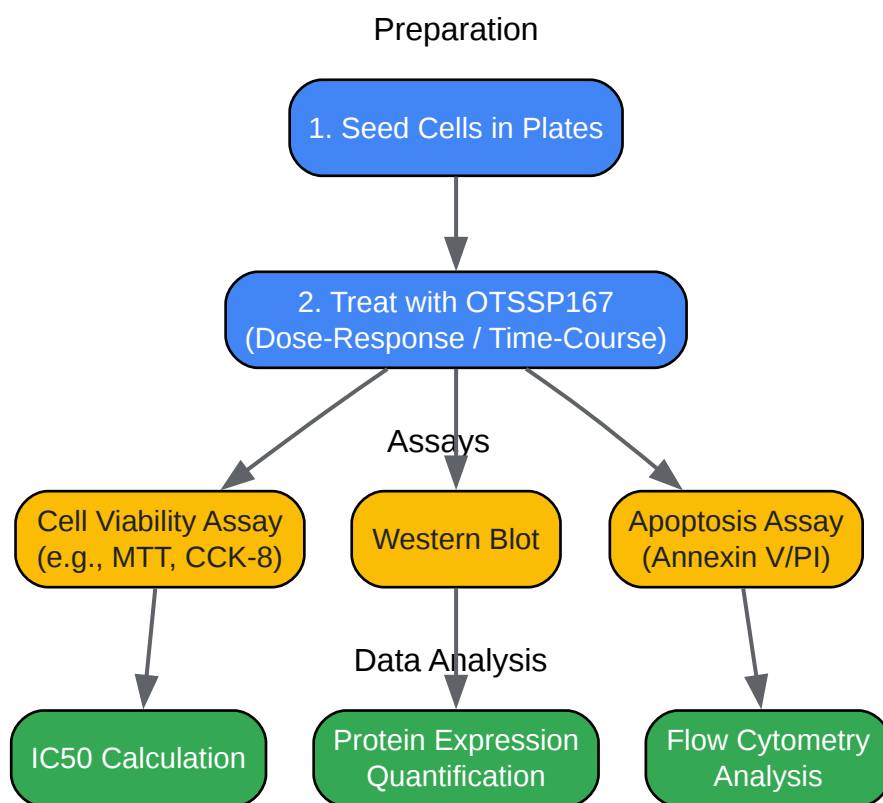 Preparation
1. Seed Cells in Plates
2. Treat with OTSSP167
(Dose-Response / Time-Course)
Assays
Cell Viability Assay
(e.g., MTT, CCK-8)
Western Blot
Apoptosis Assay
(Annexin V/PI)
Data Analysis
IC50 Calculation
Protein Expression
Quantification
Flow Cytometry
Analysis